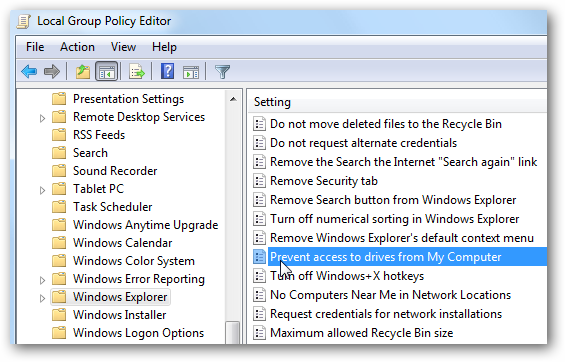 Local Group Policy Editor
File Action View Help
Presentation Settings
Remote Desktop Services
RSS Feeds
Search
Sound Recorder
Tablet PC
Task Scheduler
Windows Anytime Upgrade
Windows Calendar
Windows Color System
Windows Error Reporting
Windows Explorer
Windows Installer
Windows Logon Options
Setting
Do not move deleted files to the Recycle Bin
Do not request alternate credentials
Remove the Search the Internet "Search again" link
Remove Security tab
Remove Search button from Windows Explorer
Turn off numerical sorting in Windows Explorer
Remove Windows Explorer's default context menu
Prevent access to drives from My Computer
Turn off Windows+X hotkeys
No Computers Near Me in Network Locations
Request credentials for network installations
Maximum allowed Recycle Bin size